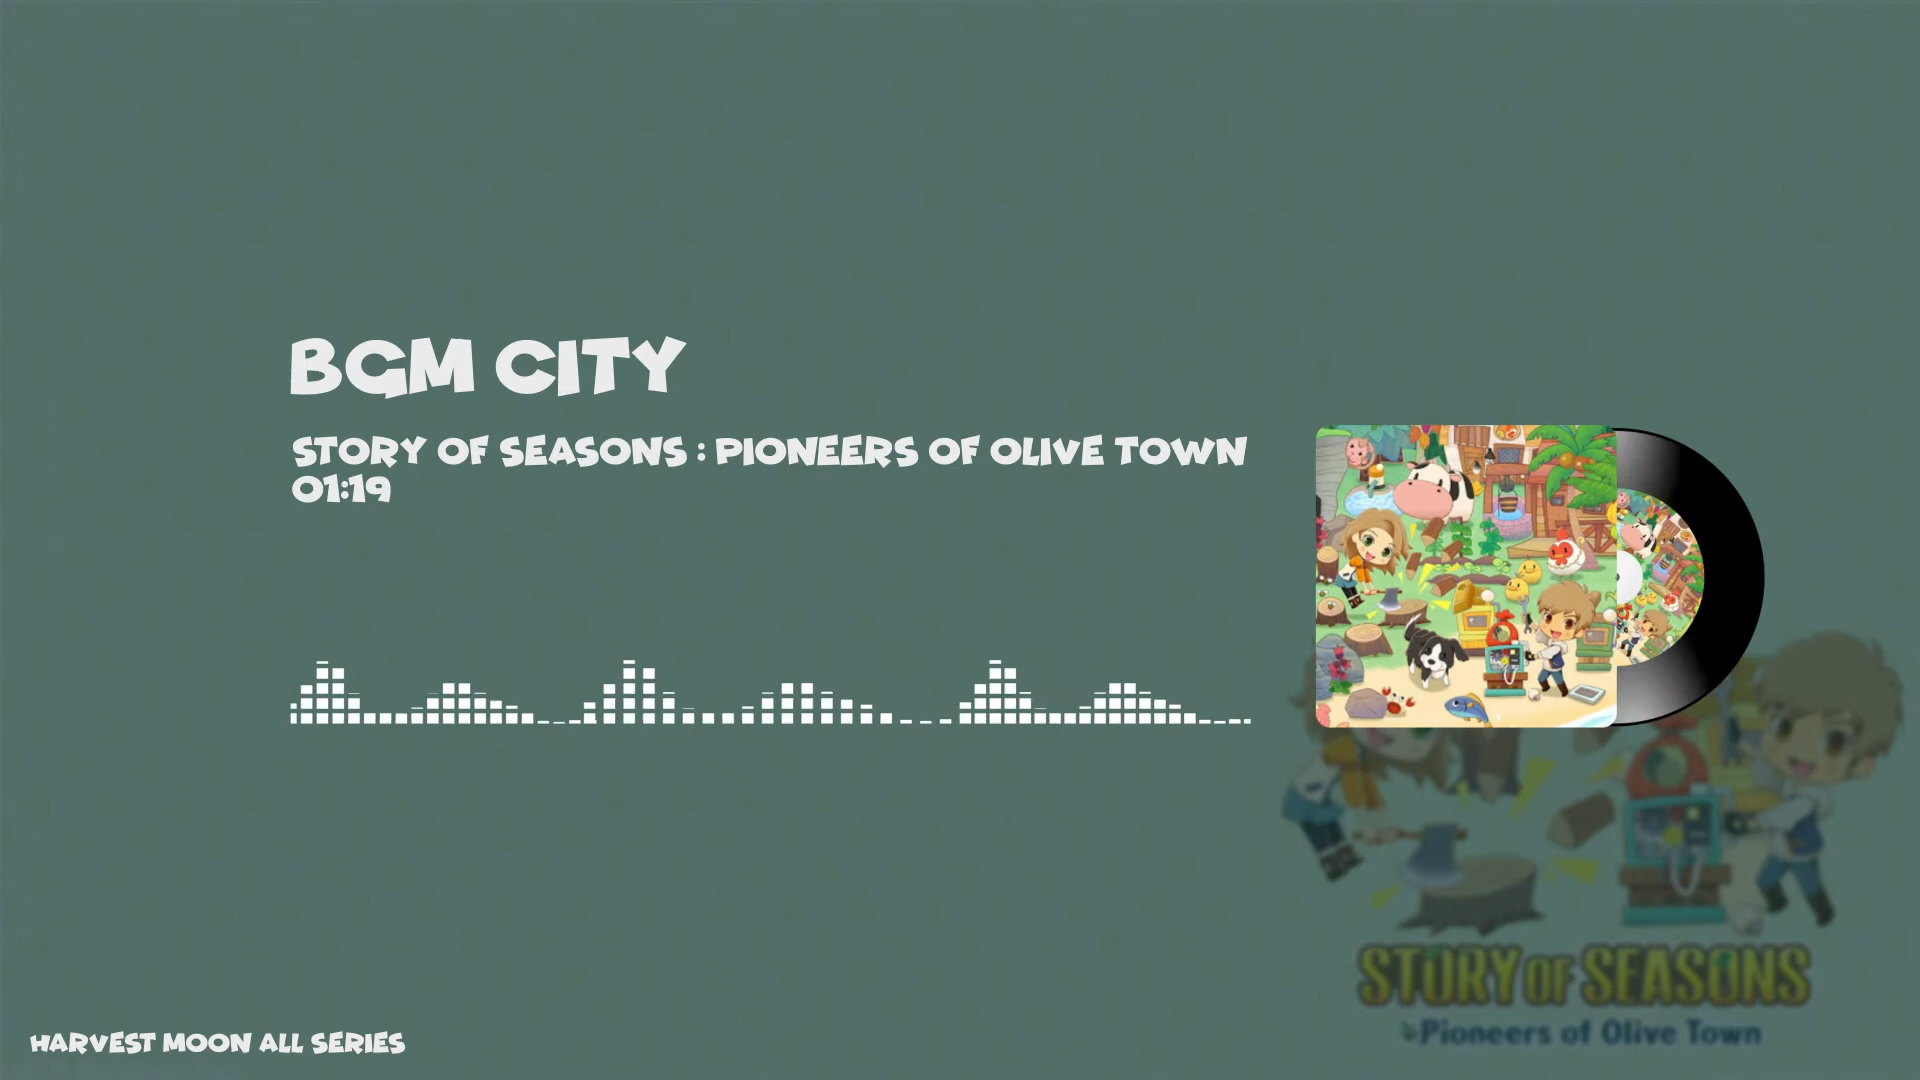 BGM CITY
STORY OF SEASONS : PIONEERS OF OLIVE TOWN
01:19
STORY OF SEASONS
Pioneers of Olive Town
HARVEST MOON ALL SERIES